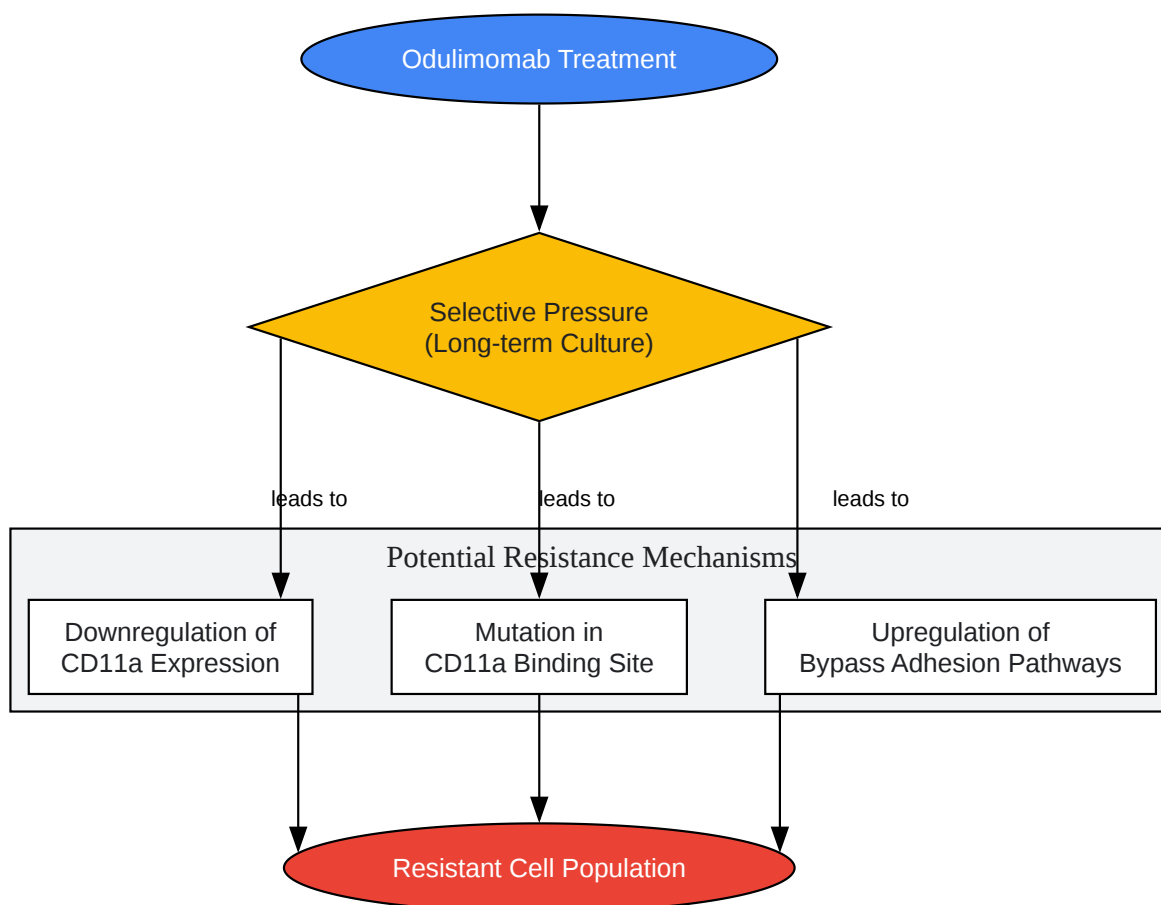 Odulimomab Treatment
Selective Pressure
(Long-term Culture)
leads to
leads to
leads to
Potential Resistance Mechanisms
Downregulation of
CD11a Expression
Mutation in
CD11a Binding Site
Upregulation of
Bypass Adhesion Pathways
Resistant Cell Population